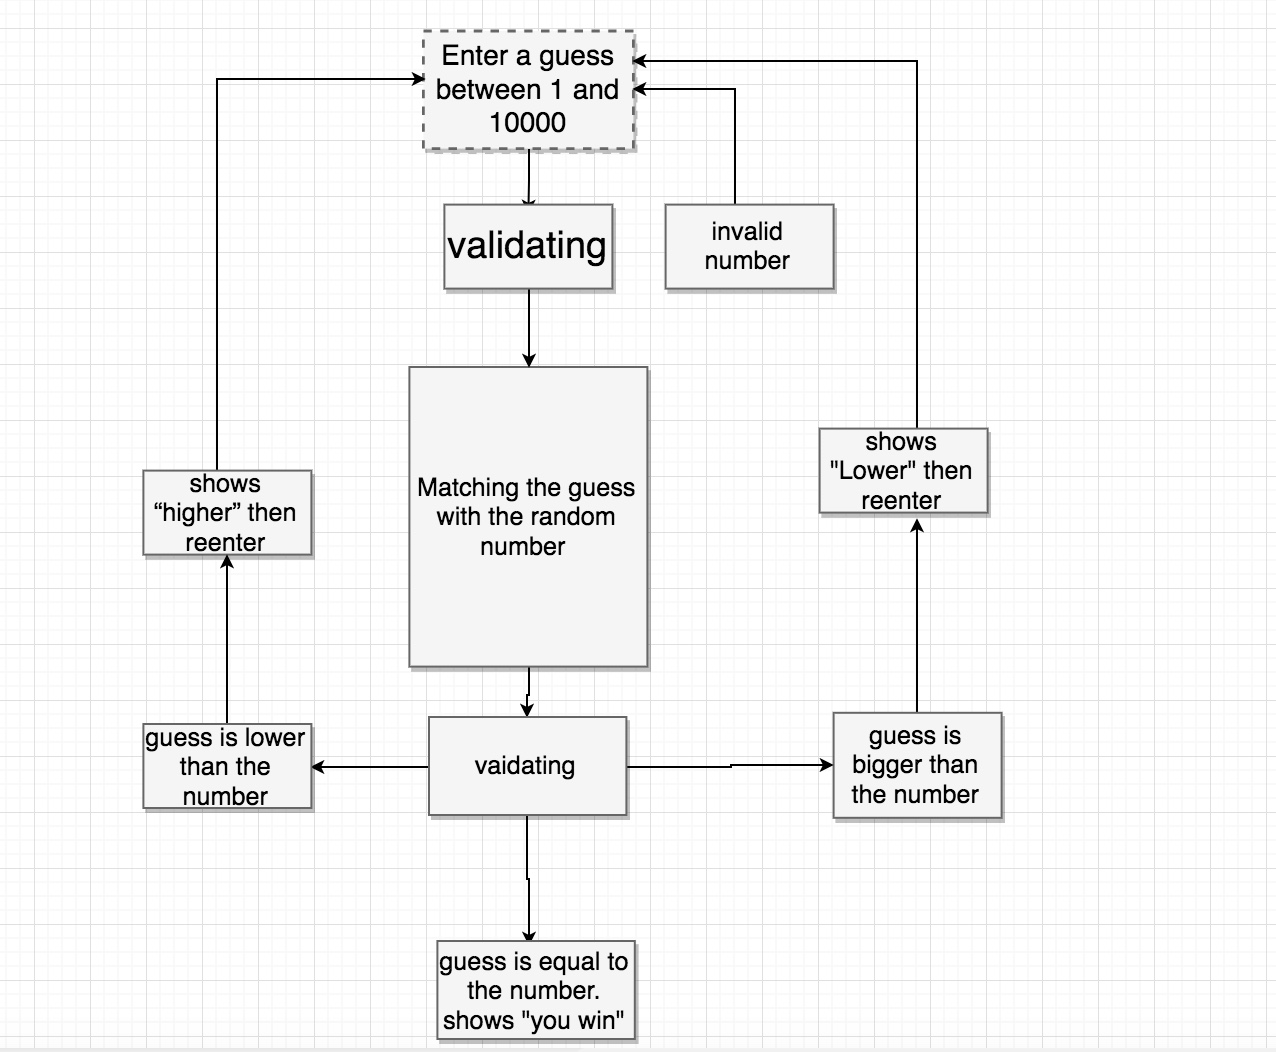 Enter a guess
between 1 and
10000
validating
invalid
number
Matching the guess
with the random
number
shows
"Lower" then
reenter
shows
“higher” then
reenter
guess is lower
than the
number
vaidating
guess is
bigger than
the number
guess is equal to
the number.
shows "you win"